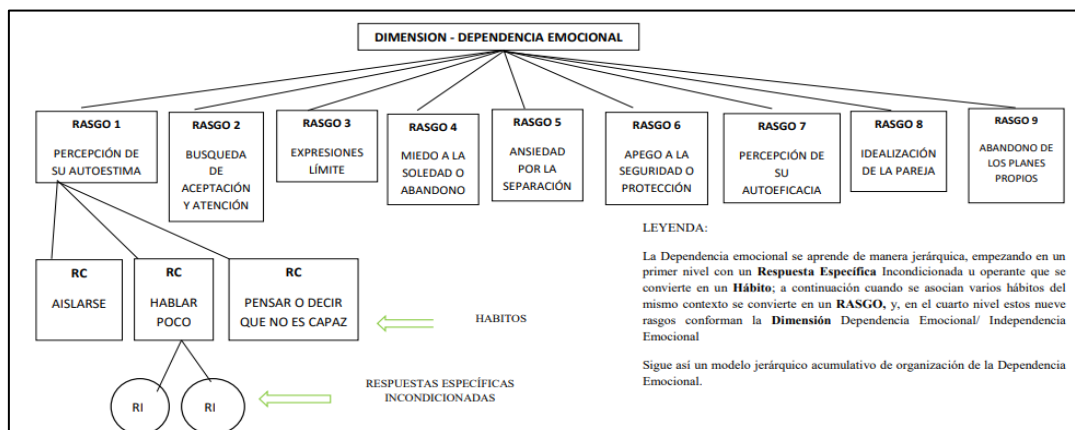 DIMENSION - DEPENDENCIA EMOCIONAL
RASGO 1
PERCEPCIÓN DE
SU AUTOESTIMA
RASGO 2
BUSQUEDA
DE
ACEPTACIÓN
Y ATENCIÓN
RASGO 3
EXPRESIONES
LÍMITE
RASGO 4
MIEDO A LA
SOLEDAD O
ABANDONO
RASGO 5
ANSIEDAD
POR LA
SEPARACIÓN
RASGO 6
APEGO A LA
SEGURIDAD O
PROTECCIÓN
RASGO 7
PERCEPCIÓN DE
SU
AUTOEFICACIA
RASGO 8
IDEALIZACIÓN
DE LA PAREJA
RASGO 9
ABANDONO DE
LOS PLANES
PROPIOS
RC
AISLARSE
RC
HABLAR
POCO
RC
PENSAR O DECIR
QUE NO ES CAPAZ
HABITOS
RI
RI
RESPUESTAS ESPECÍFICAS
INCONDICIONADAS
LEYENDA:
La Dependencia emocional se aprende de manera jerárquica, empezando en un
primer nivel con un Respuesta Específica Incondicionada u operante que se
convierte en un Hábito; a continuación cuando se asocian varios hábitos del
mismo contexto se convierte en un RASGO, y, en el cuarto nivel estos nueve
rasgos conforman la Dimensión Dependencia Emocional/ Independencia
Emocional
Sigue así un modelo jerárquico acumulativo de organización de la Dependencia
Emocional.